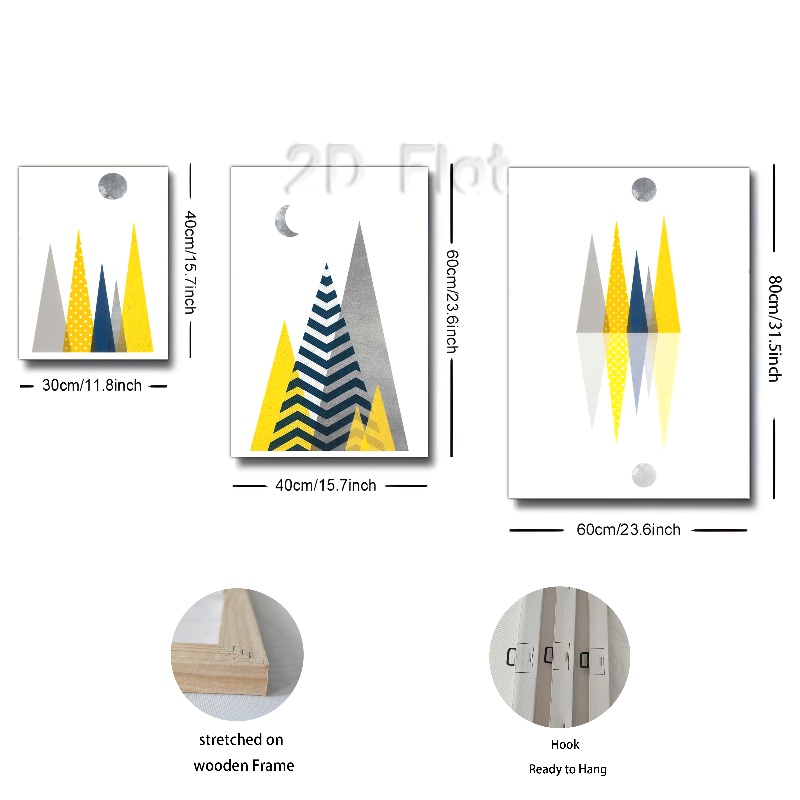 2D Flat
40cm/15.7inch
30cm/11.8inch
60cm/23.6inch
40cm/15.7inch
80cm/31.5inch
60cm/23.6inch
stretched on
wooden Frame
Hook
Ready to Hang